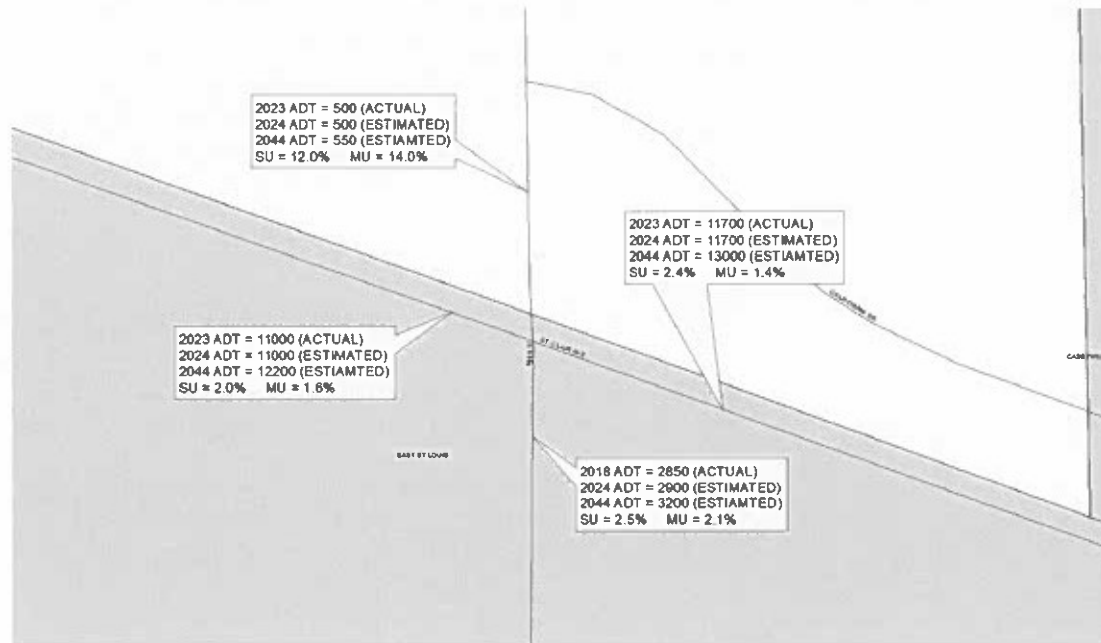 2023 ADT = 500 (ACTUAL)
2024 ADT = 500 (ESTIMATED)
2044 ADT = 550 (ESTIAMTED)
SU = 12.0% MU = 14.0%
2023 ADT = 11700 (ACTUAL)
2024 ADT = 11700 (ESTIMATED)
2044 ADT = 13000 (ESTIAMTED)
SU = 2.4% MU = 1.4%
2023 ADT = 11000 (ACTUAL)
2024 ADT = 11000 (ESTIMATED)
2044 ADT = 12200 (ESTIAMTED)
SU = 2.0% MU = 1.6%
ST CLAIR AVE
EAST ST LOUIS
2018 ADT = 2850 (ACTUAL)
2024 ADT = 2900 (ESTIMATED)
2044 ADT = 3200 (ESTIAMTED)
SU = 2.5% MU = 2.1%